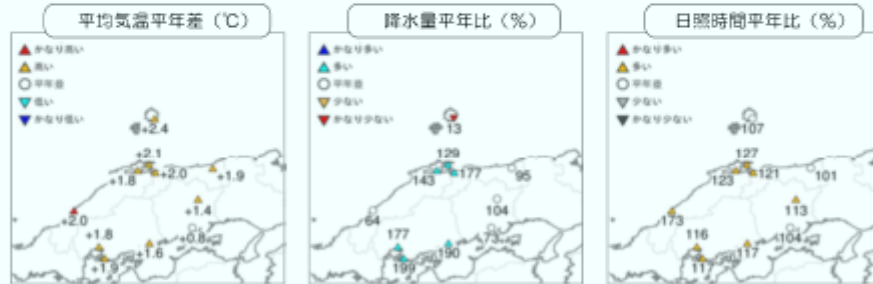 平均気温平年差（℃）
かなり高い
高い
平年並
低い
かなり低い
+2.4
+2.1
+1.8
+2.0
+1.9
+2.0
+1.4
+0.8
+1.8
+1.6
+1.9
降水量平年比（%）
かなり多い
多い
平年並
少ない
かなり少ない
13
129
143
177
95
64
104
73
177
190
199
日照時間平年比（%）
かなり多い
多い
平年並
少ない
かなり少ない
107
127
123
121
101
173
113
104
116
117
117